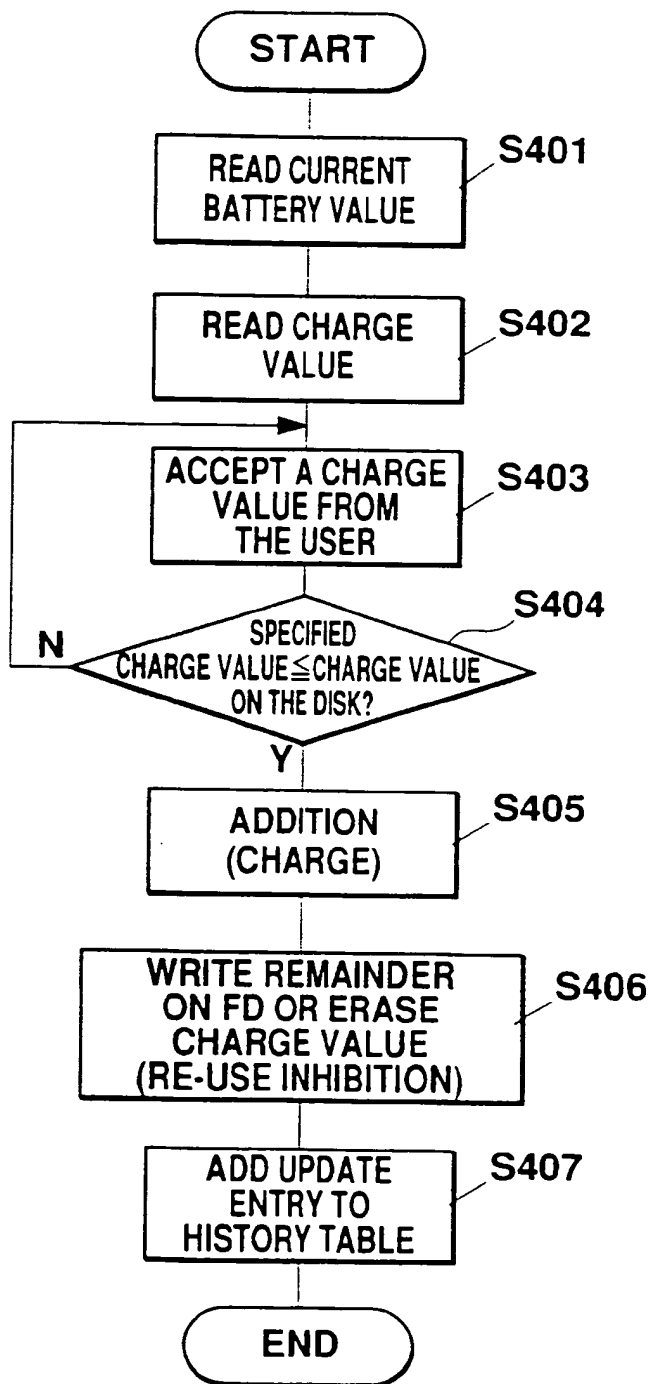 START
READ CURRENT
BATTERY VALUE
S401
READ CHARGE
VALUE
S402
ACCEPT A CHARGE
VALUE FROM
THE USER
S403
SPECIFIED
CHARGE VALUE≦CHARGE VALUE
ON THE DISK?
S404
N
Y
ADDITION
(CHARGE)
S405
WRITE REMAINDER
ON FD OR ERASE
CHARGE VALUE
(RE-USE INHIBITION)
S406
ADD UPDATE
ENTRY TO
HISTORY TABLE
S407
END